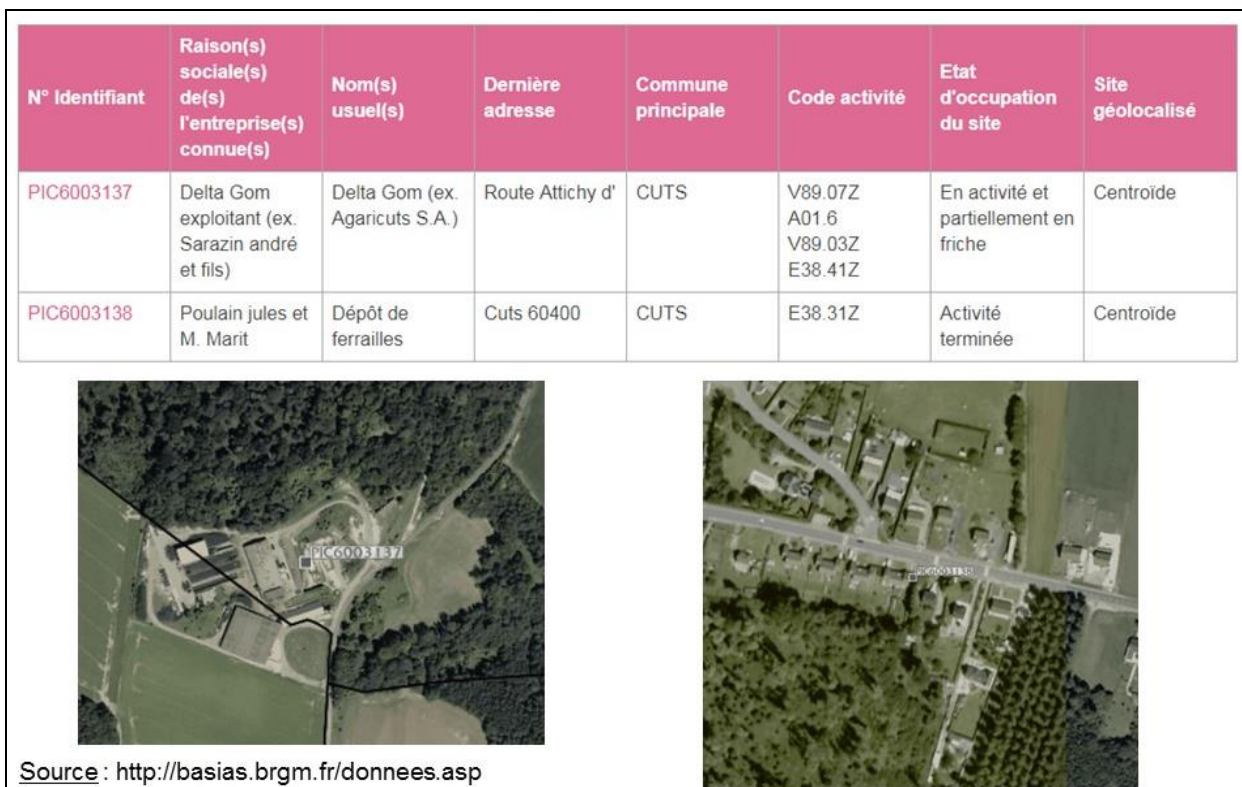 N° Identifiant
Raison(s)
sociale(s)
de(s)
l'entreprise(s)
connue(s)
Nom(s)
usuel(s)
Dernière
adresse
Commune
principale
Code activité
Etat
d'occupation
du site
Site
géolocalisé
PIC6003137
Delta Gom
exploitant (ex.
Sarazin andré
et fils)
Delta Gom (ex.
Agaricuts S.A.)
Route Attichy d'
CUTS
V89.07Z
A01.6
V89.03Z
E38.41Z
En activité et
partiellement en
friche
Centroïde
PIC6003138
Poulain jules et
M. Marit
Dépôt de
ferrailles
Cuts 60400
CUTS
E38.31Z
Activité
terminée
Centroïde
PIC6003137
PIC6003138
Source : http://basias.brgm.fr/donnees.asp